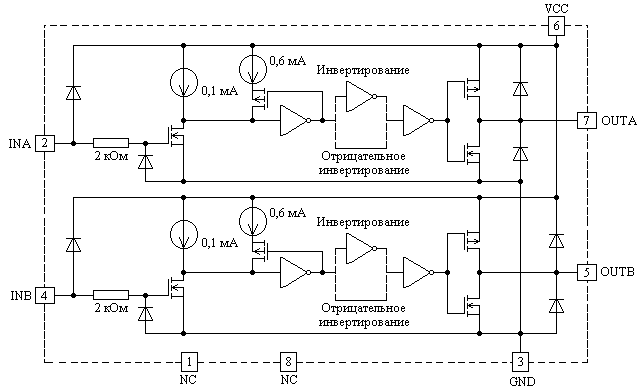 VCC
6
0,6 мА
Инвертирование
0,1 мА
7 OUTA
INA 2
2 кОм
Отрицательное
инвертирование
0,6 мА
Инвертирование
0,1 мА
5 OUTB
INB 4
2 кОм
Отрицательное
инвертирование
1 8 3
NC NC GND